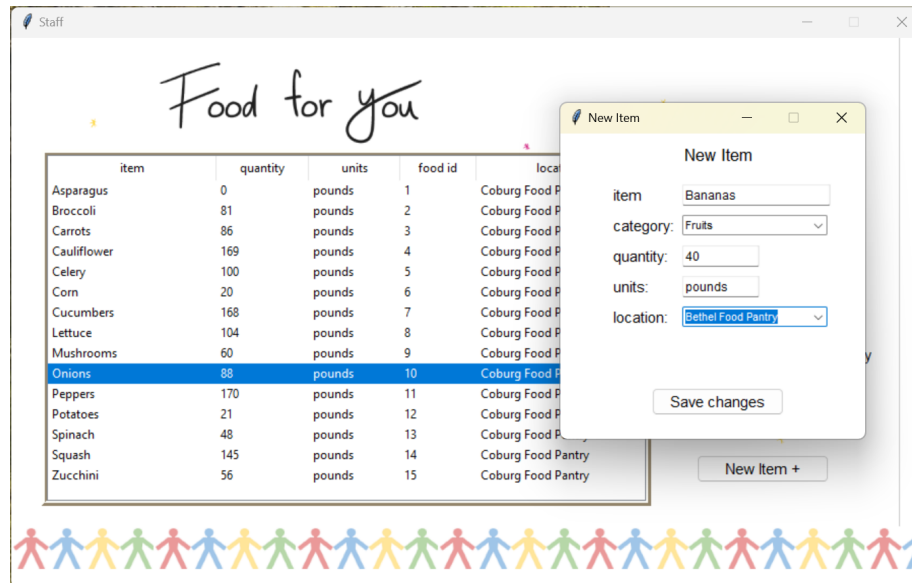 Staff
Food for you
item quantity units food id
Asparagus 0 pounds 1 Coburg Food
Broccoli 81 pounds 2 Coburg Food
Carrots 86 pounds 3 Coburg Food
Cauliflower 169 pounds 4 Coburg Food
Celery 100 pounds 5 Coburg Food
Corn 20 pounds 6 Coburg Food
Cucumbers 168 pounds 7 Coburg Food
Lettuce 104 pounds 8 Coburg Food
Mushrooms 60 pounds 9 Coburg Food
Onions 88 pounds 10 Coburg Food
Peppers 170 pounds 11 Coburg Food
Potatoes 21 pounds 12 Coburg Food
Spinach 48 pounds 13 Coburg Food
Squash 145 pounds 14 Coburg Food Pantry
Zucchini 56 pounds 15 Coburg Food Pantry
New Item
New Item
item Bananas
category: Fruits
quantity: 40
units: pounds
location: Bethel Food Pantry
Save changes
New Item +